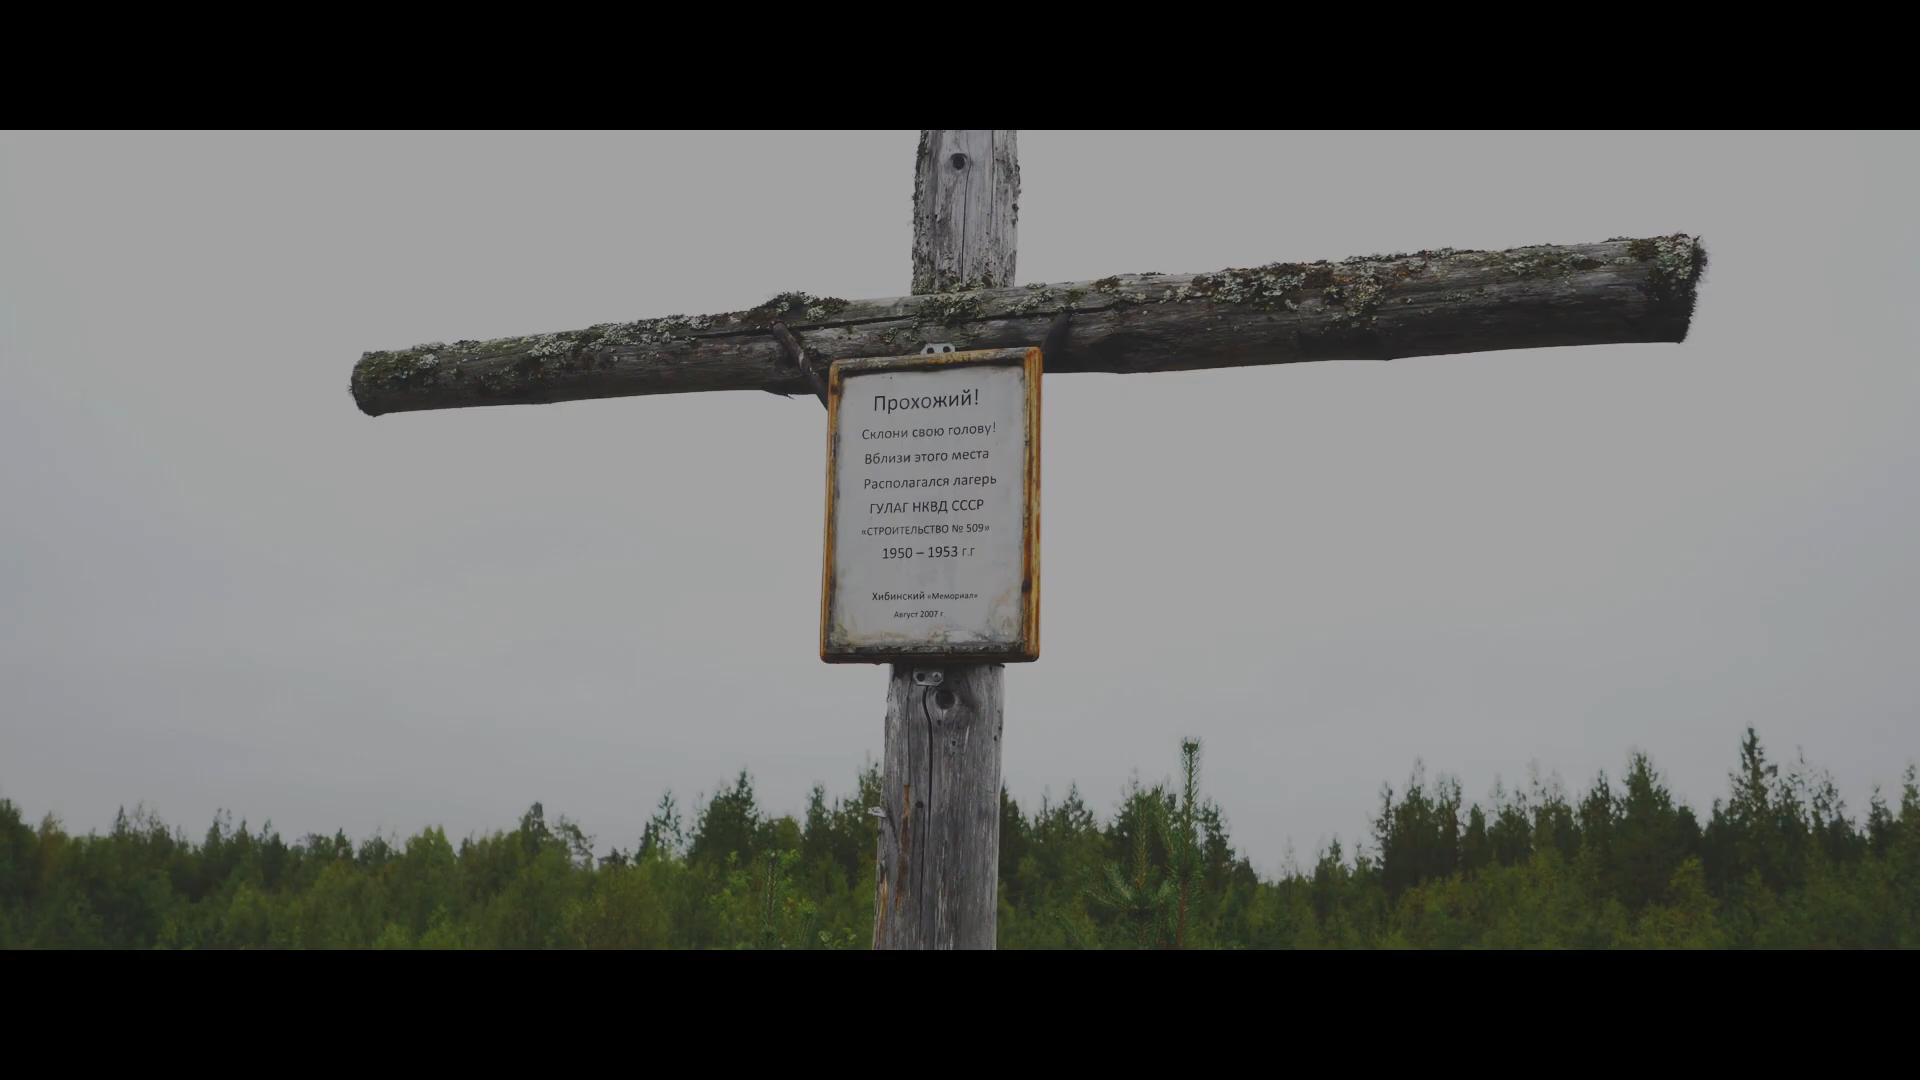 Прохожий!
Склони свою голову!
Вблизи этого места
Располагался лагерь
ГУЛАГ НКВД СССР
«СТРОИТЕЛЬСТВО № 509»
1950 – 1953 г.г
Хибинский «Мемориал»
Август 2007 г.